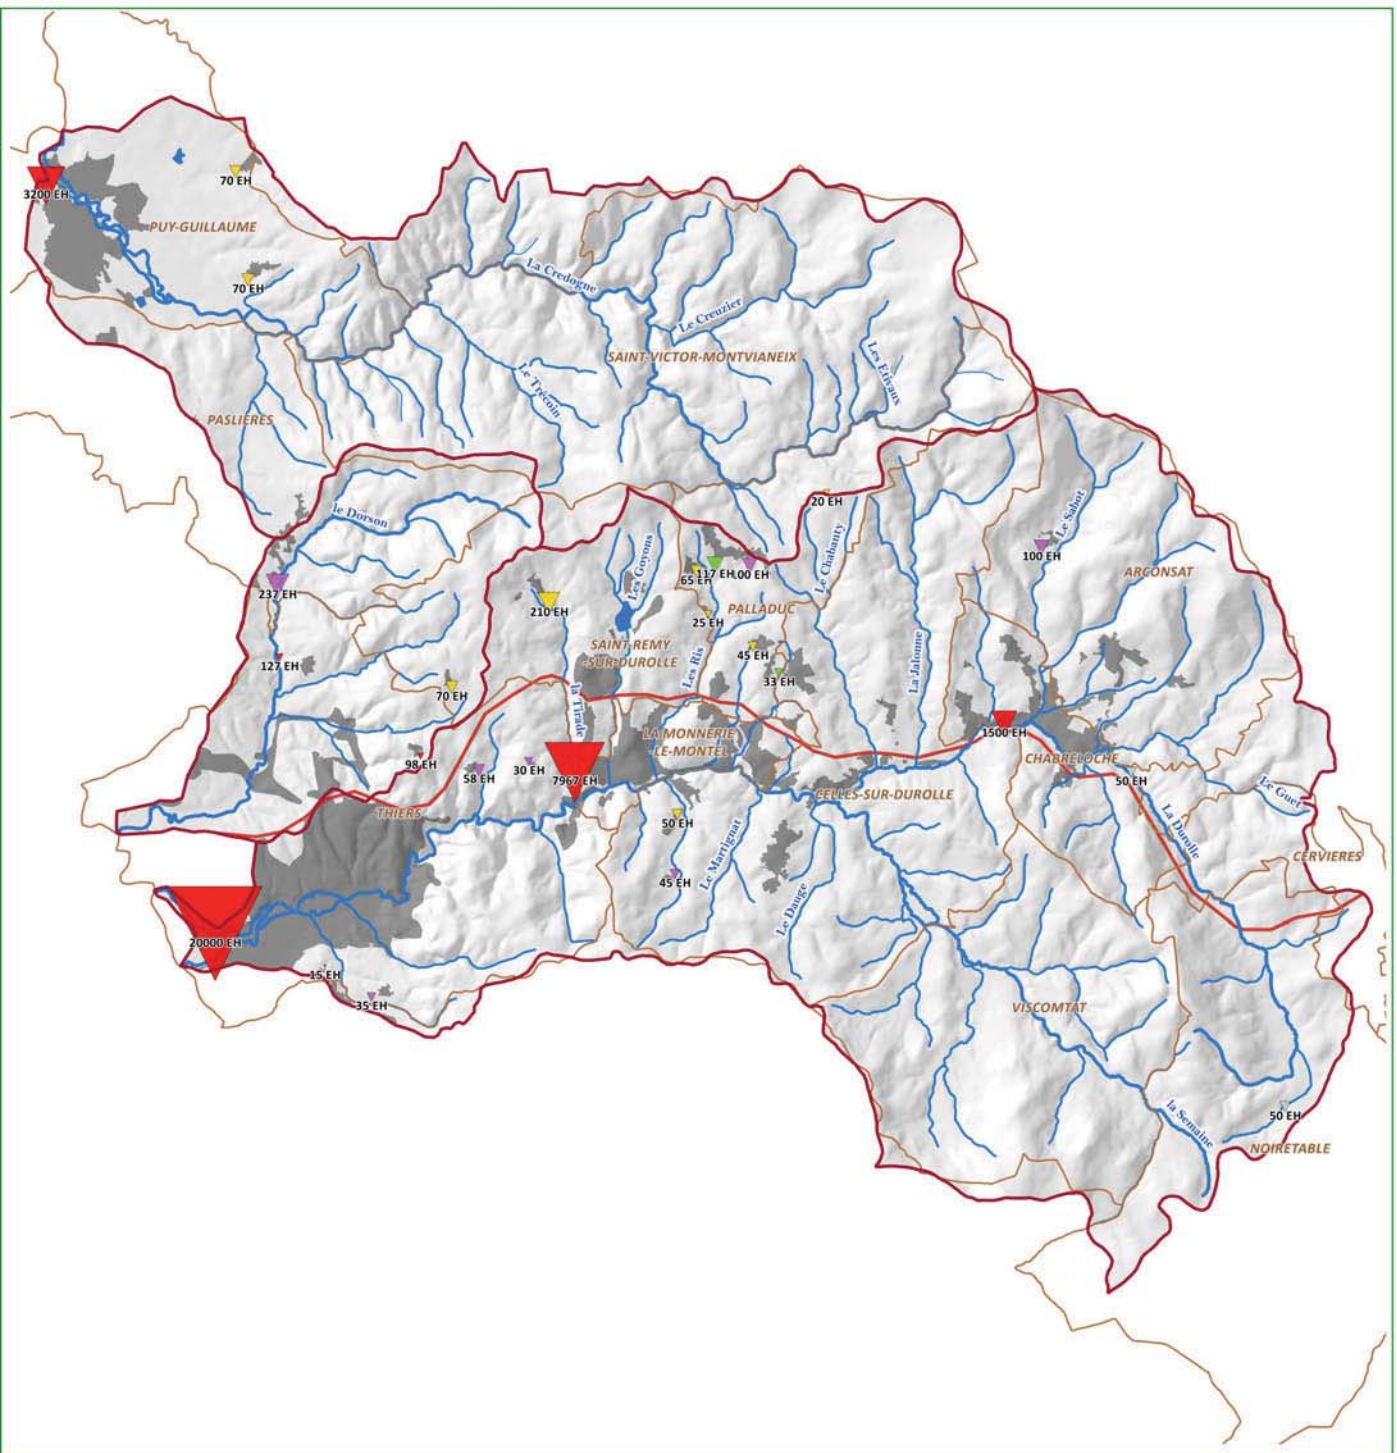 70 EH
3200 EH
PUY-GUILLAUME
La Credogne
70 EH
Le Creuzier
SAINT-VICTOR-MONTVIANEIX
Les Etivaux
Le Trécoin
PASLIERES
20 EH
le Dorson
Le Sabot
Les Goyons
Le Chabanty
100 EH
65 EH
117 EH
00 EH
ARCONSAT
237 EH
210 EH
PALLADUC
25 EH
SAINT-REMY
-SUR-DUROLLE
45 EH
127 EH
Les Ris
La Jalonne
33 EH
70 EH
la Tirade
1500 EH
LA MONNERIE
-LE-MONTEL
98 EH
58 EH
30 EH
7967 EH
CHABRELOCHE
50 EH
CELLES-SUR-DUROLLE
Le Guet
THIERS
50 EH
La Durolle
Le Martignat
CERVIERES
45 EH
Le Dauge
20000 EH
15 EH
35 EH
VISCOMTAT
50 EH
la Semaine
NOIRETABLE